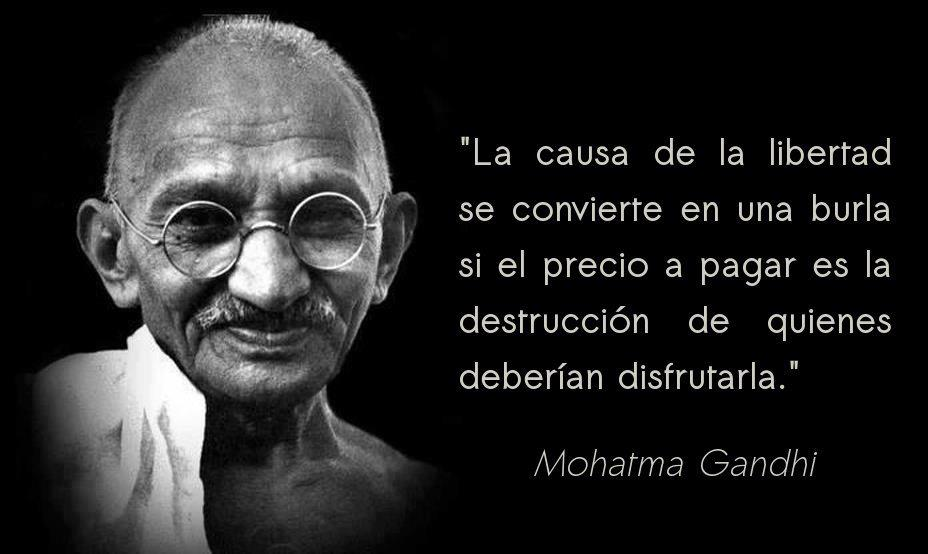 "La causa de la libertad
se convierte en una burla
si el precio a pagar es la
destrucción de quienes
deberían disfrutarla."
Mohatma Gandhi